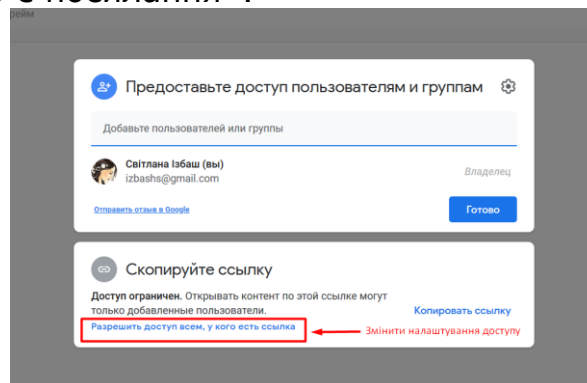 с посилання".
рейм
Предоставьте доступ пользователям и группам
Добавьте пользователей или группы
Світлана Ізбаш (вы)
izbashs@gmail.com
Владелец
Отправить отзыв в Google
Готово
Скопируйте ссылку
Доступ ограничен. Открывать контент по этой ссылке могут
только добавленные пользователи.
Копировать ссылку
Разрешить доступ всем, у кого есть ссылка
Змінити налаштування доступу